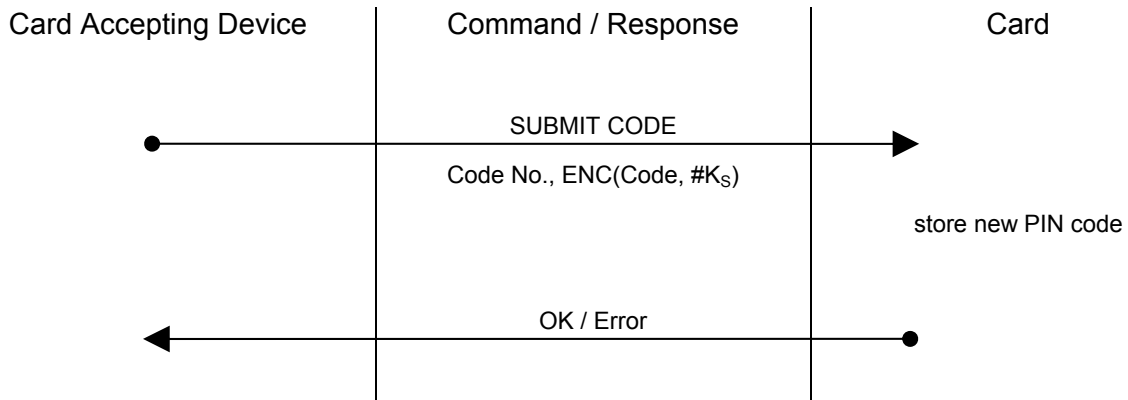 Card Accepting Device Command / Response Card
SUBMIT CODE
Code No., ENC(Code, #KS)
store new PIN code
OK / Error